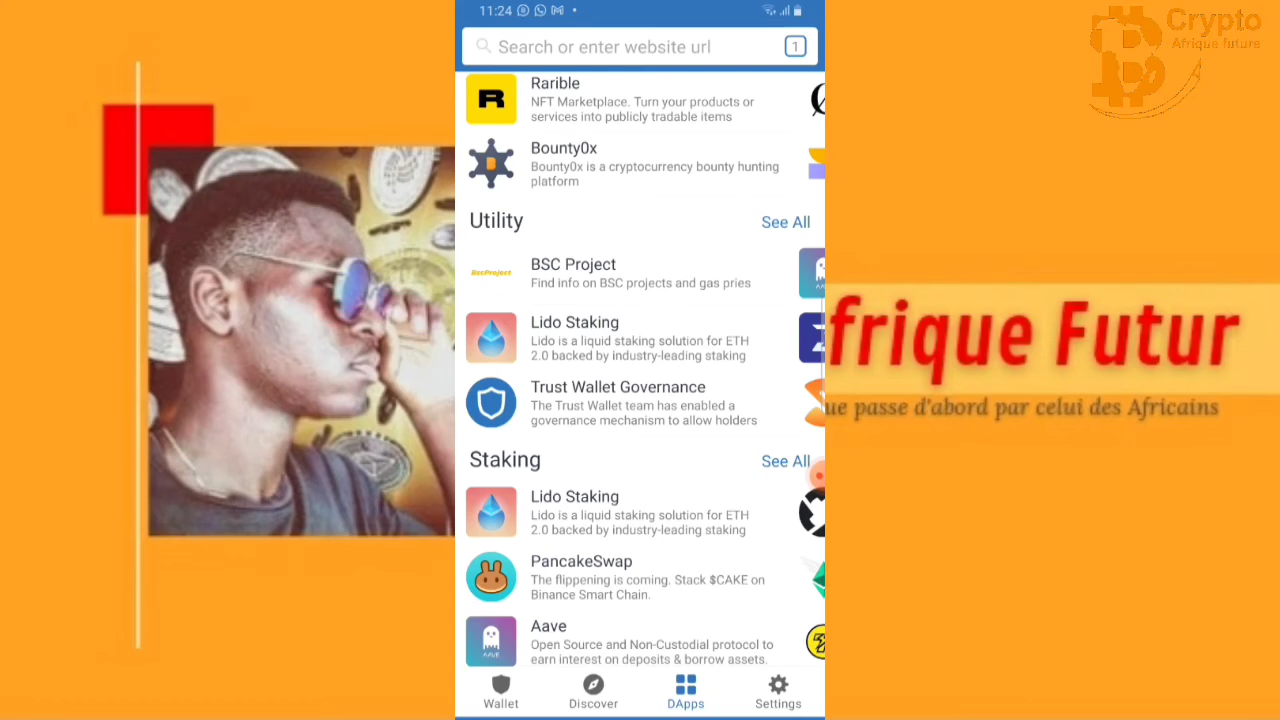 11:24
Search or enter website url
1
Rarible
NFT Marketplace. Turn your products or
services into publicly tradable items
Bounty0x
Bounty0x is a cryptocurrency bounty hunting
platform
Utility
See All
BscProject
BSC Project
Find info on BSC projects and gas pries
Lido Staking
Lido is a liquid staking solution for ETH
2.0 backed by industry-leading staking
Trust Wallet Governance
The Trust Wallet team has enabled a
governance mechanism to allow holders
Staking
See All
Lido Staking
Lido is a liquid staking solution for ETH
2.0 backed by industry-leading staking
PancakeSwap
The flippening is coming. Stack $CAKE on
Binance Smart Chain.
AAVE
Aave
Open Source and Non-Custodial protocol to
earn interest on deposits & borrow assets.
Wallet
Discover
DApps
Settings
Crypto
Afrique future
frique Futur
ue passe d'abord par celui des Africains